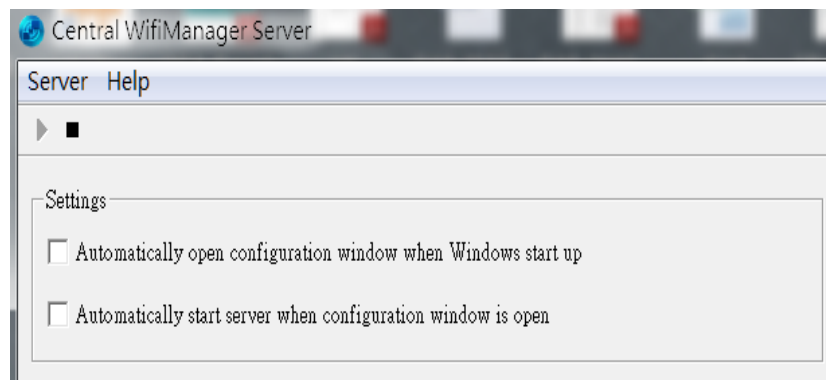 Central WifiManager Server
Server Help
Settings
Automatically open configuration window when Windows start up
Automatically start server when configuration window is open